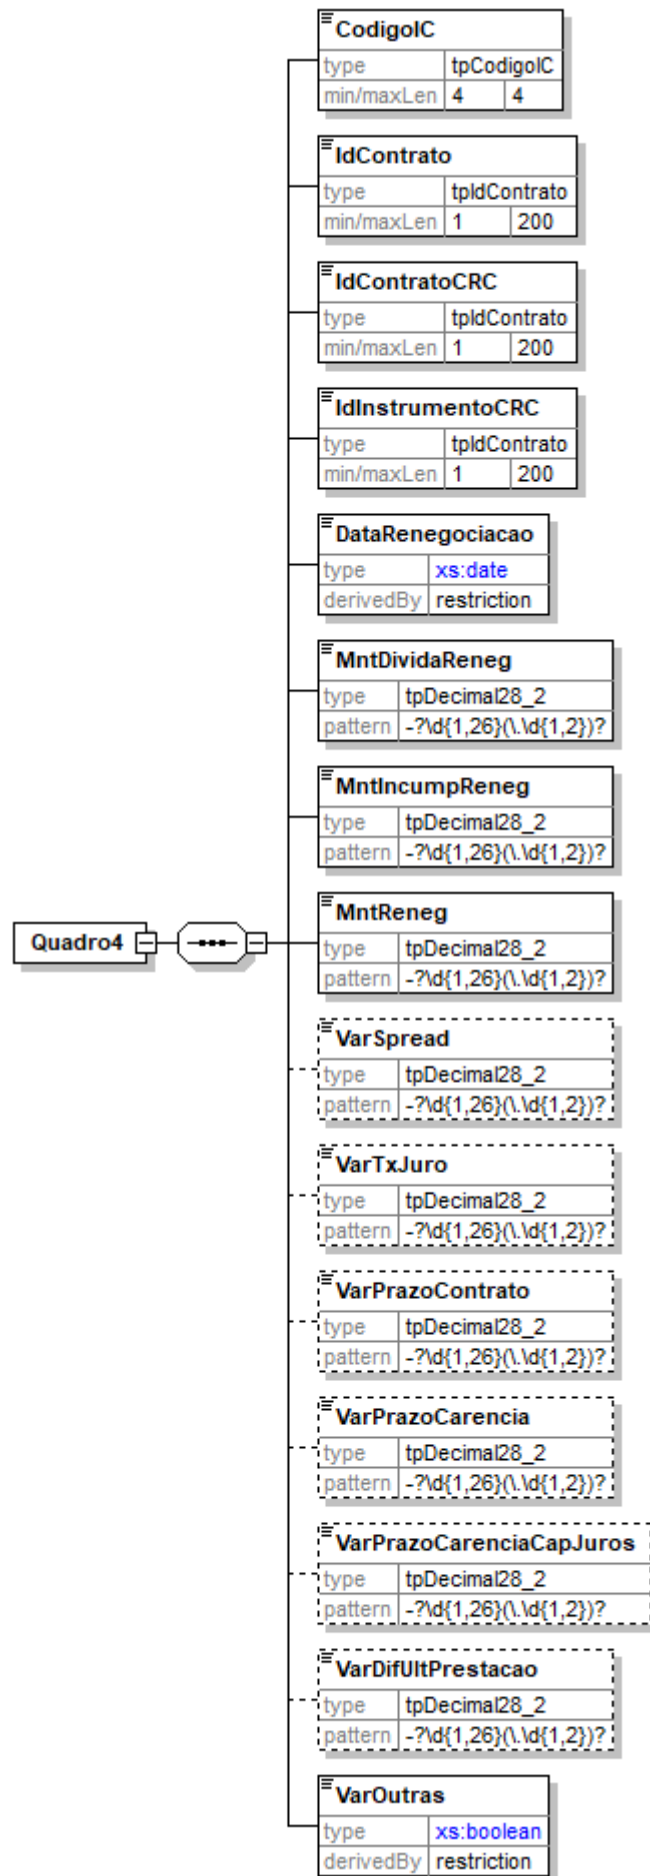 CodigoIC
type tpCodigoIC
min/maxLen 4 4
IdContrato
type tpIdContrato
min/maxLen 1 200
IdContratoCRC
type tpIdContrato
min/maxLen 1 200
IdInstrumentoCRC
type tpIdContrato
min/maxLen 1 200
DataRenegociacao
type xs:date
derivedBy restriction
MntDividaReneg
type tpDecimal28_2
pattern -?\d{1,26}(\.\d{1,2})?
MntIncumpReneg
type tpDecimal28_2
pattern -?\d{1,26}(\.\d{1,2})?
MntReneg
type tpDecimal28_2
pattern -?\d{1,26}(\.\d{1,2})?
Quadro4
VarSpread
type tpDecimal28_2
pattern -?\d{1,26}(\.\d{1,2})?
VarTxJuro
type tpDecimal28_2
pattern -?\d{1,26}(\.\d{1,2})?
VarPrazoContrato
type tpDecimal28_2
pattern -?\d{1,26}(\.\d{1,2})?
VarPrazoCarencia
type tpDecimal28_2
pattern -?\d{1,26}(\.\d{1,2})?
VarPrazoCarenciaCapJuros
type tpDecimal28_2
pattern -?\d{1,26}(\.\d{1,2})?
VarDifUltPrestacao
type tpDecimal28_2
pattern -?\d{1,26}(\.\d{1,2})?
VarOutras
type xs:boolean
derivedBy restriction